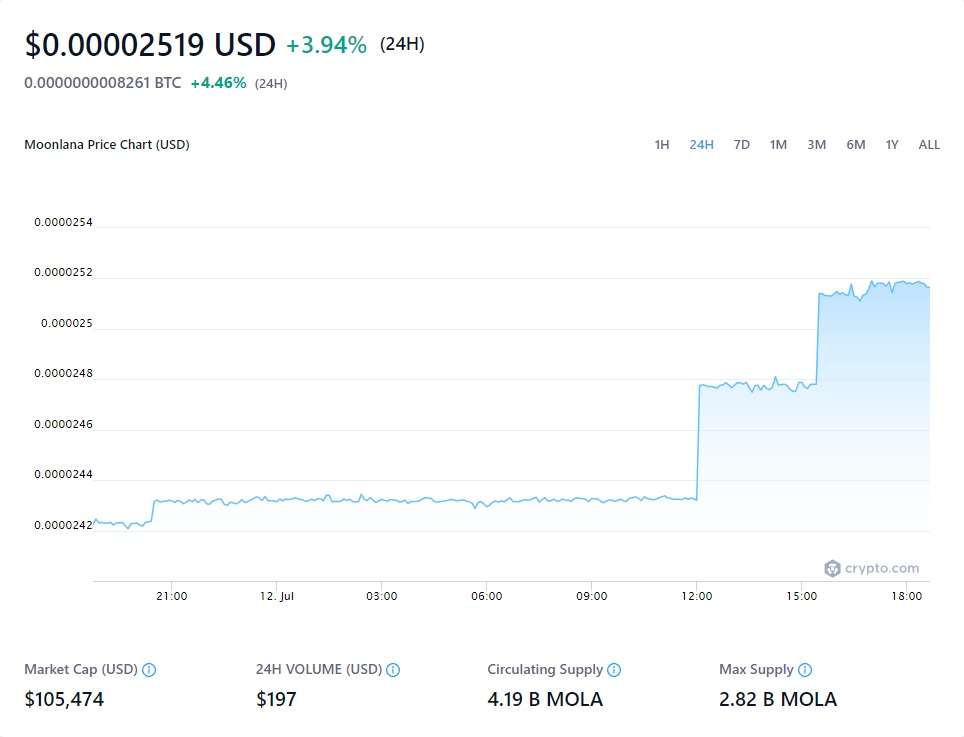 $0.00002519 USD +3.94% (24H)
0.0000000008261 BTC +4.46% (24H)
Moonlana Price Chart (USD) 1H 24H 7D 1M 3M 6M 1Y ALL
0.0000254
0.0000252
0.000025
0.0000248
0.0000246
0.0000244
0.0000242
crypto.com
21:00 12. Jul 03:00 06:00 09:00 12:00 15:00 18:00
Market Cap (USD) 24H VOLUME (USD) Circulating Supply Max Supply
$105,474 $197 4.19 B MOLA 2.82 B MOLA